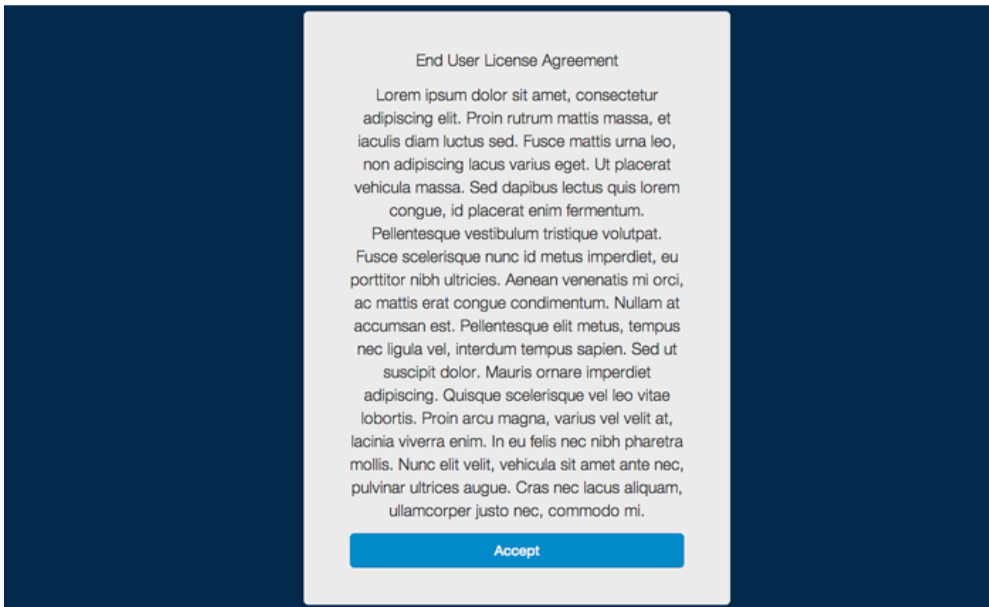 End User License Agreement
Lorem ipsum dolor sit amet, consectetur
adipiscing elit. Proin rutrum mattis massa, et
iaculis diam luctus sed. Fusce mattis urna leo,
non adipiscing lacus varius eget. Ut placerat
vehicula massa. Sed dapibus lectus quis lorem
congue, id placerat enim fermentum.
Pellentesque vestibulum tristique volutpat.
Fusce scelerisque nunc id metus imperdiet, eu
porttitor nibh ultricies. Aenean venenatis mi orci,
ac mattis erat congue condimentum. Nullam at
accumsan est. Pellentesque elit metus, tempus
nec ligula vel, interdum tempus sapien. Sed ut
suscipit dolor. Mauris ornare imperdiet
adipiscing. Quisque scelerisque vel leo vitae
lobortis. Proin arcu magna, varius vel velit at,
lacinia viverra enim. In eu felis nec nibh pharetra
mollis. Nunc elit velit, vehicula sit amet ante nec,
pulvinar ultrices augue. Cras nec lacus aliquam,
ullamcorper justo nec, commodo mi.
Accept